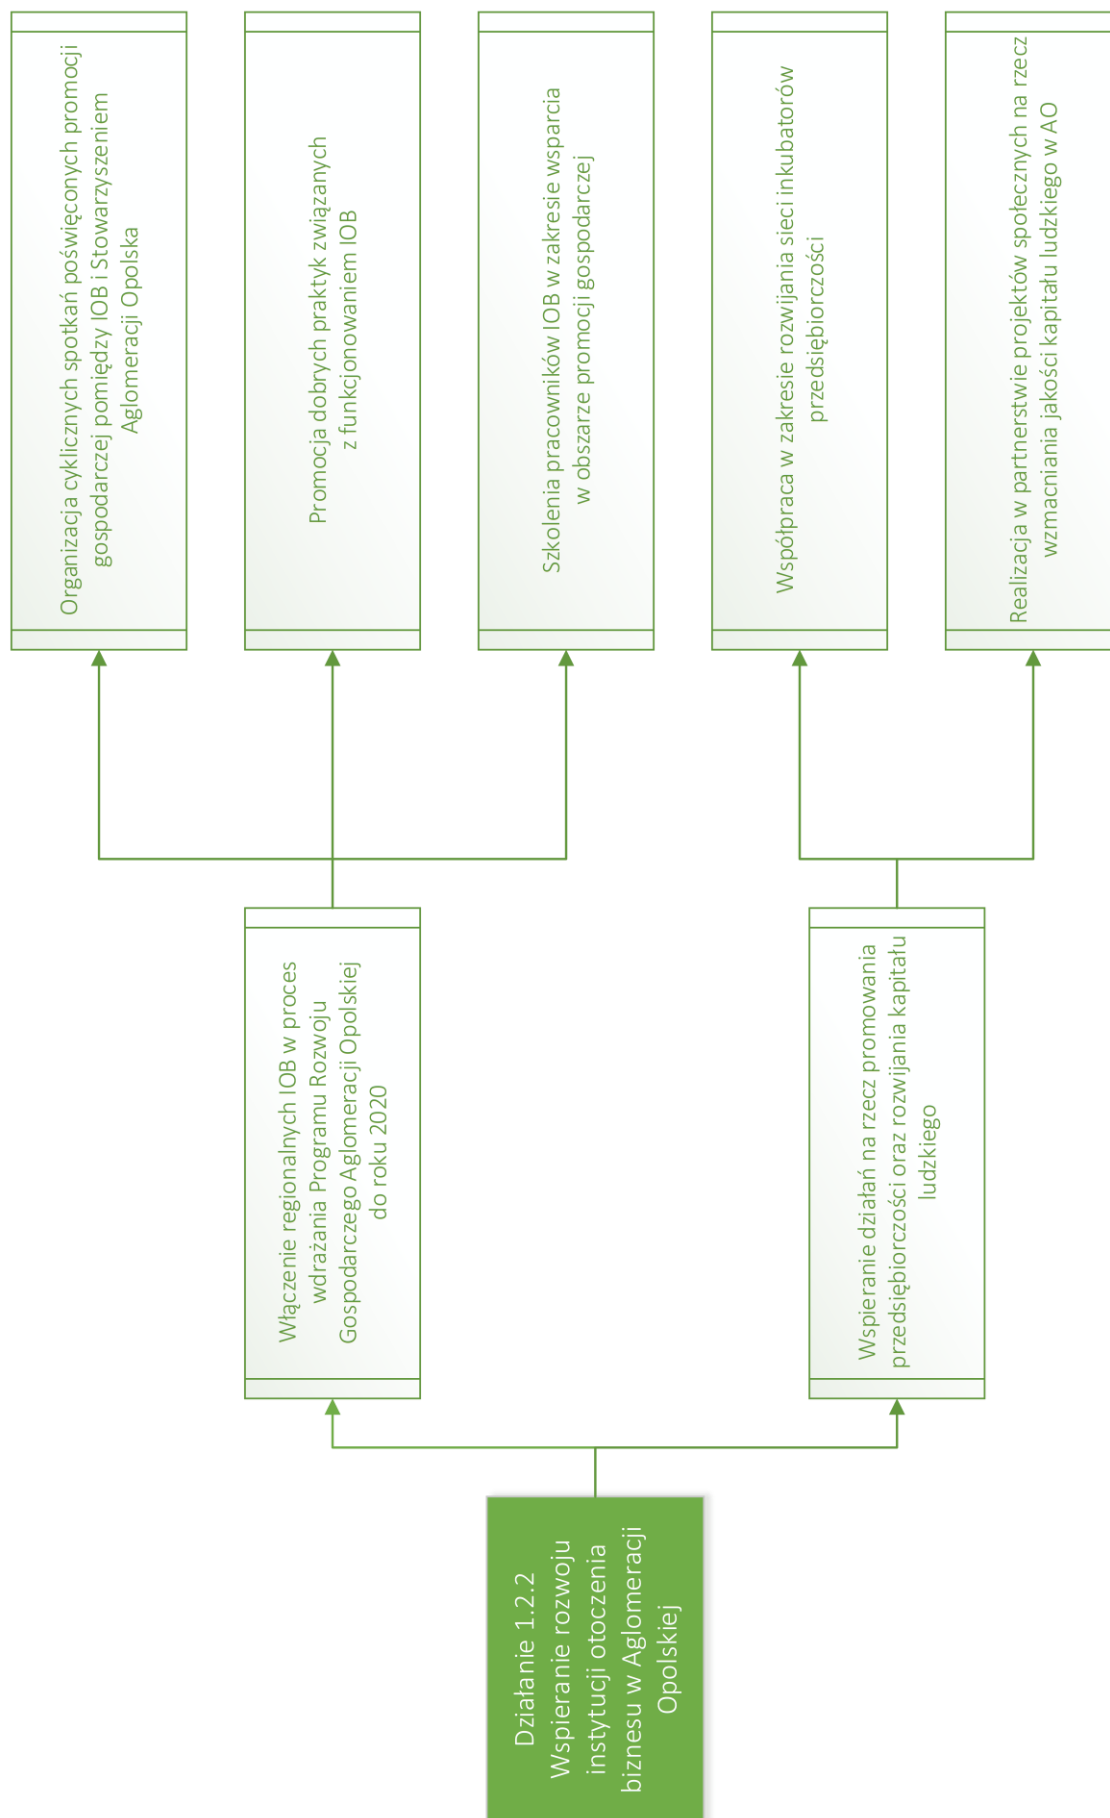 Działanie 1.2.2
Wspieranie rozwoju
instytucji otoczenia
biznesu w Aglomeracji
Opolskiej
Włączenie regionalnych IOB w proces
wdrażania Programu Rozwoju
Gospodarczego Aglomeracji Opolskiej
do roku 2020
Organizacja cyklicznych spotkań poświęconych promocji
gospodarczej pomiędzy IOB i Stowarzyszeniem
Aglomeracji Opolska
Promocja dobrych praktyk związanych
z funkcjonowaniem IOB
Szkolenia pracowników IOB w zakresie wsparcia
w obszarze promocji gospodarczej
Wspieranie działań na rzecz promowania
przedsiębiorczości oraz rozwijania kapitału
ludzkiego
Współpraca w zakresie rozwijania sieci inkubatorów
przedsiębiorczości
Realizacja w partnerstwie projektów społecznych na rzecz
wzmacniania jakości kapitału ludzkiego w AO